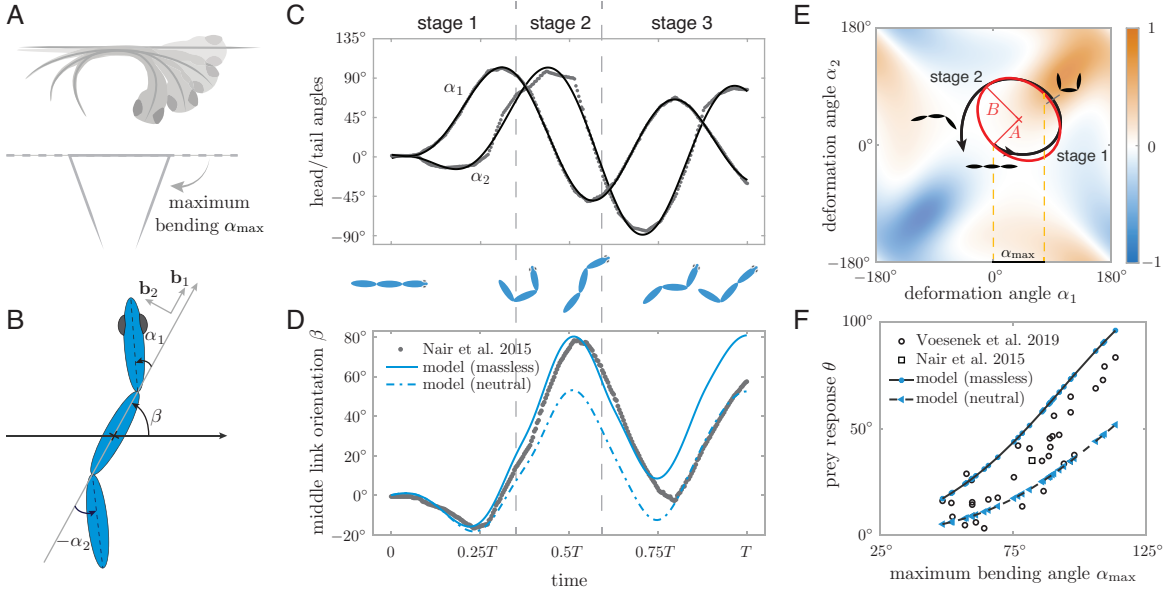 A
maximum
bending αmax
B
b₂
b₁
α₁
β
−α₂
C
stage 1
stage 2
stage 3
head/tail angles
135°
90°
45°
0°
−45°
−90°
α₁
α₂
D
middle link orientation β
80°
60°
40°
20°
0°
−20°
Nair et al. 2015
model (massless)
model (neutral)
0
0.25T
0.5T
0.75T
T
time
E
deformation angle α₂
180°
0°
−180°
stage 2
B
A
stage 1
αmax
−180°
0°
180°
deformation angle α₁
1
0
−1
F
prey response θ
100°
50°
0°
Voesenek et al. 2019
Nair et al. 2015
model (massless)
model (neutral)
25°
75°
125°
maximum bending angle αmax